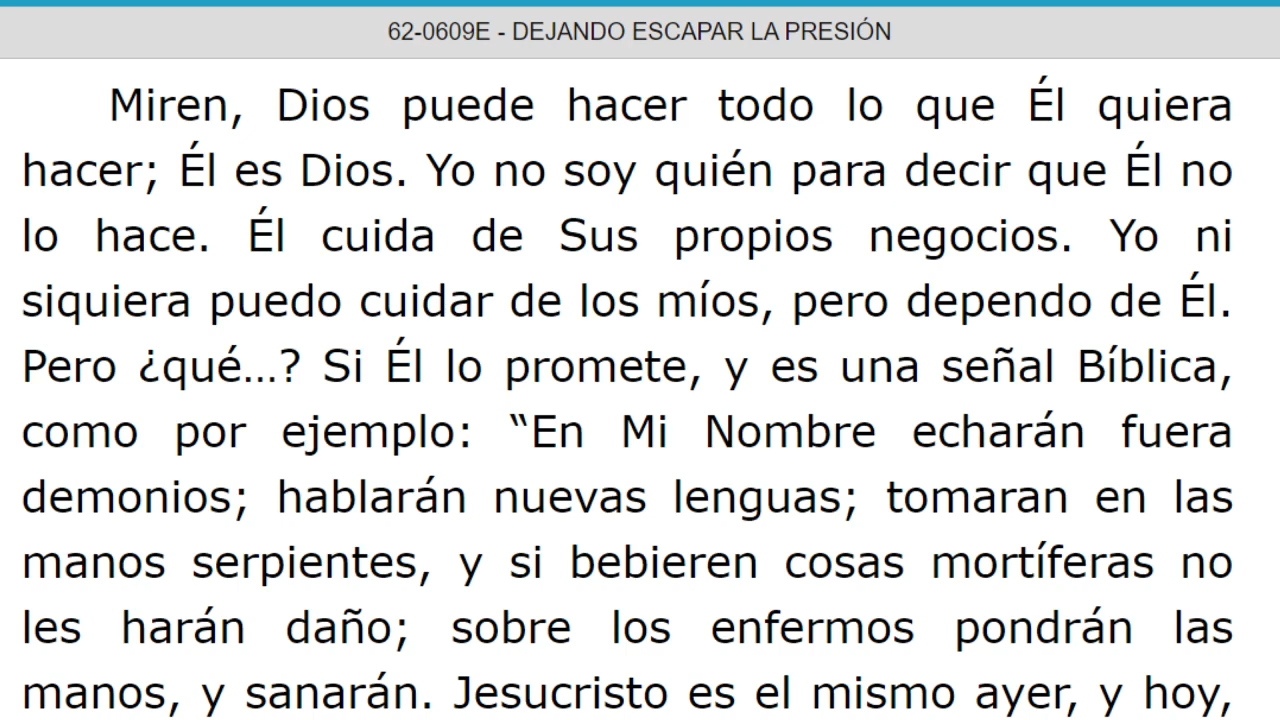 62-0609E - DEJANDO ESCAPAR LA PRESIÓN
Miren, Dios puede hacer todo lo que Él quiera
hacer; Él es Dios. Yo no soy quién para decir que Él no
lo hace. Él cuida de Sus propios negocios. Yo ni
siquiera puedo cuidar de los míos, pero dependo de Él.
Pero ¿qué…? Si Él lo promete, y es una señal Bíblica,
como por ejemplo: “En Mi Nombre echarán fuera
demonios; hablarán nuevas lenguas; tomaran en las
manos serpientes, y si bebieren cosas mortíferas no
les harán daño; sobre los enfermos pondrán las
manos, y sanarán. Jesucristo es el mismo ayer, y hoy,